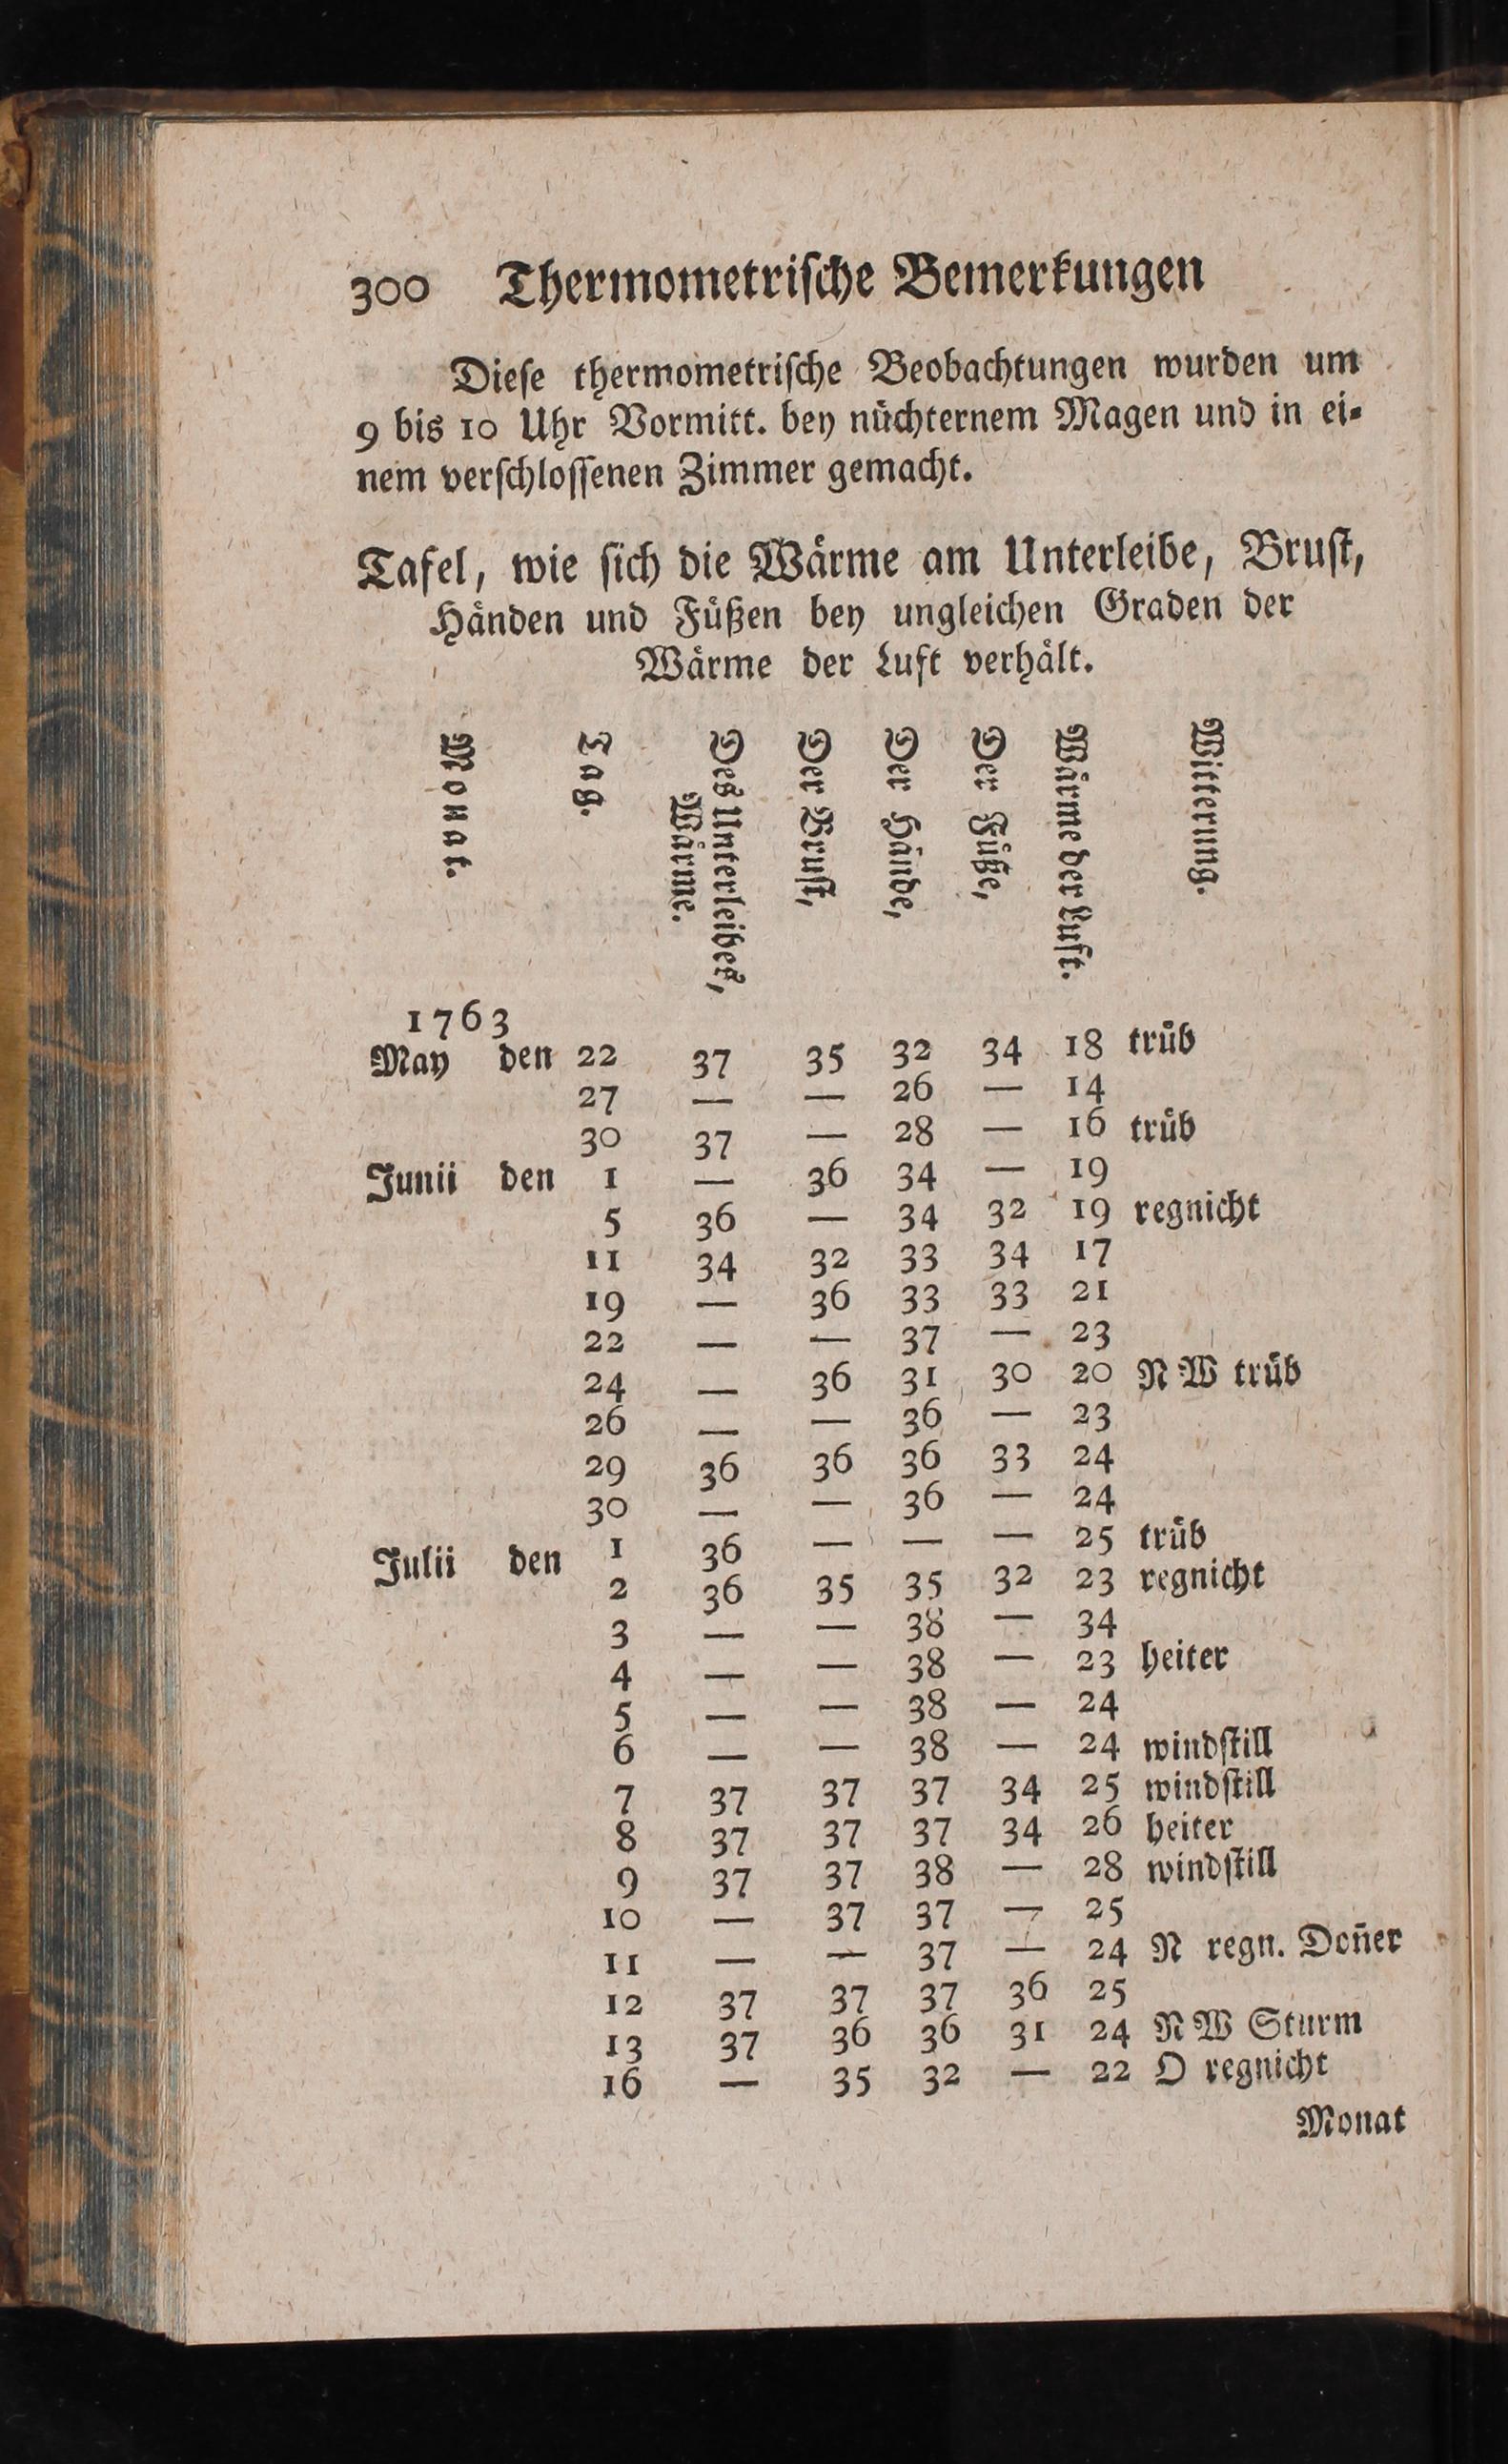 300 Thermometrische Bemerkungen
Diese thermometrische Beobachtungen wurden um
9 bis 10 Uhr Vormitt. bey nüchternem Magen und in ei-
nem verschlossenen Zimmer gemacht.
Tafel, wie sich die Wärme am Unterleibe, Brust,
Händen und Füßen bey ungleichen Graden der
Wärme der Luft verhält.
Monat. Tag. Des Unterleibes, Wärme. Der Brust, Der Hände, Der Füße, Wärme der Luft. Witterung.
1763
May den 22 37 35 32 34 18 trüb
27 — — 26 — 14
30 37 — 28 — 16 trüb
Junii den 1 — 36 34 — 19
5 36 — 34 32 19 regnicht
11 34 32 33 34 17
19 — 36 33 33 21
22 — — 37 — 23
24 — 36 31 30 20 N W trüb
26 — — 36 — 23
29 36 36 36 33 24
30 — — 36 — 24
Julii den 1 36 — — — 25 trüb
2 36 35 35 32 23 regnicht
3 — — 38 — 34
4 — — 38 — 23 heiter
5 — — 38 — 24
6 — — 38 — 24 windstill
7 37 37 37 34 25 windstill
8 37 37 37 34 26 heiter
9 37 37 38 — 28 windstill
10 — 37 37 — 25
11 — — 37 — 24 N regn. Doñer
12 37 37 37 36 25
13 37 36 36 31 24 N W Sturm
16 — 35 32 — 22 O regnicht
Monat